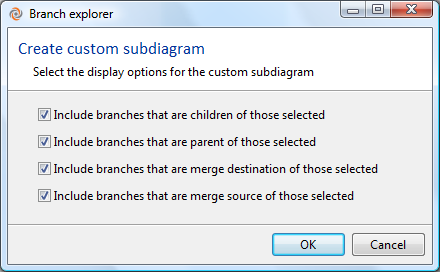 Branch explorer
Create custom subdiagram
Select the display options for the custom subdiagram
Include branches that are children of those selected
Include branches that are parent of those selected
Include branches that are merge destination of those selected
Include branches that are merge source of those selected
OK Cancel